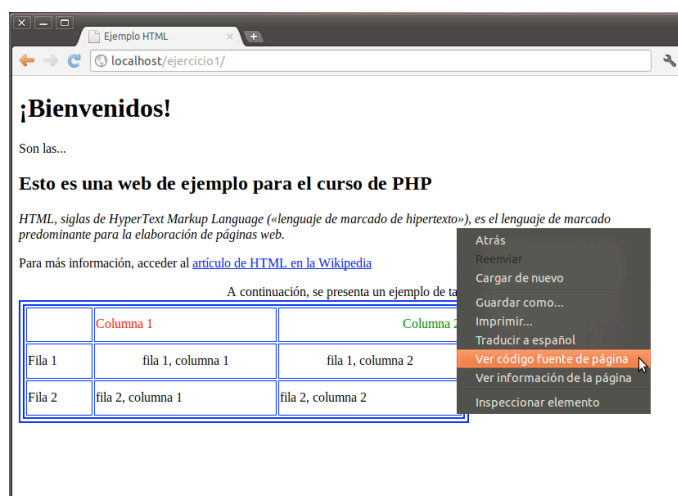 Ejemplo HTML
localhost/ejercicio1/
¡Bienvenidos!
Son las...
Esto es una web de ejemplo para el curso de PHP
HTML, siglas de HyperText Markup Language («lenguaje de marcado de hipertexto»), es el lenguaje de marcado
predominante para la elaboración de páginas web.
Para más información, acceder al artículo de HTML en la Wikipedia
A continuación, se presenta un ejemplo de ta
Columna 1 Columna 2
Fila 1 fila 1, columna 1 fila 1, columna 2
Fila 2 fila 2, columna 1 fila 2, columna 2
Atrás
Reenviar
Cargar de nuevo
Guardar como...
Imprimir...
Traducir a español
Ver código fuente de página
Ver información de la página
Inspeccionar elemento